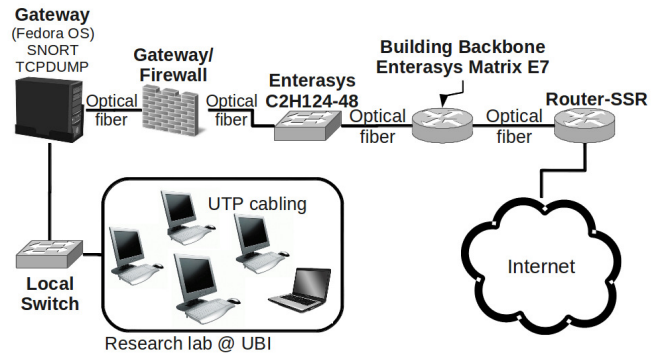 Gateway
(Fedora OS)
SNORT
TCPDUMP
Gateway/
Firewall
Enterasys
C2H124-48
Building Backbone
Enterasys Matrix E7
Router-SSR
Optical
fiber
Optical
fiber
Optical
fiber
Optical
fiber
UTP cabling
Internet
Local
Switch
Research lab @ UBI